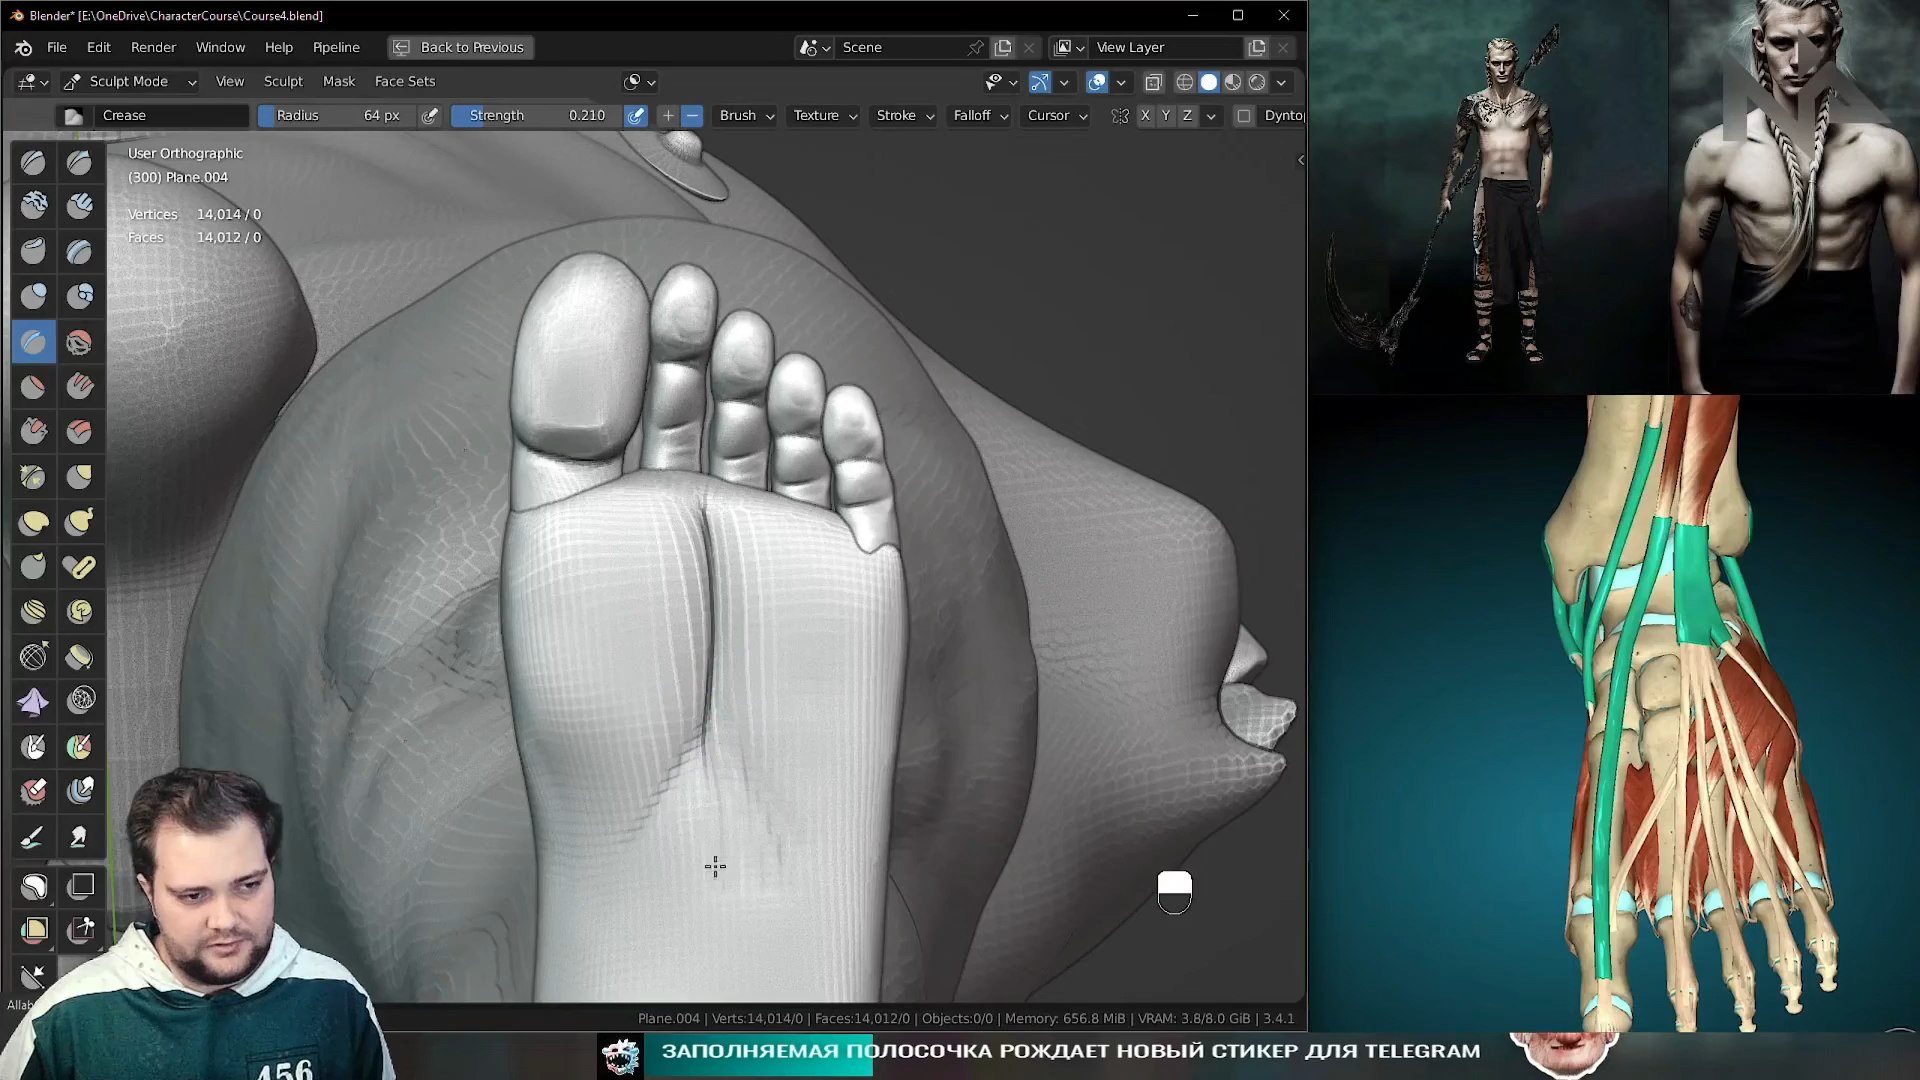 Blender* [E:\OneDrive\CharacterCourse\Course4.blend]
File Edit Render Window Help Pipeline Back to Previous Scene View Layer
Sculpt Mode View Sculpt Mask Face Sets
Crease Radius 64 px Strength 0.210 Brush Texture Stroke Falloff Cursor X Y Z Dynto
User Orthographic
(300) Plane.004
Vertices 14,014 / 0
Faces 14,012 / 0
456
Plane.004 | Verts:14,014/0 | Faces:14,012/0 | Objects:0/0 | Memory: 656.8 MiB | VRAM: 3.8/8.0 GiB | 3.4.1
ЗАПОЛНЯЕМАЯ ПОЛОСОЧКА РОЖДАЕТ НОВЫЙ СТИКЕР ДЛЯ TELEGRAM